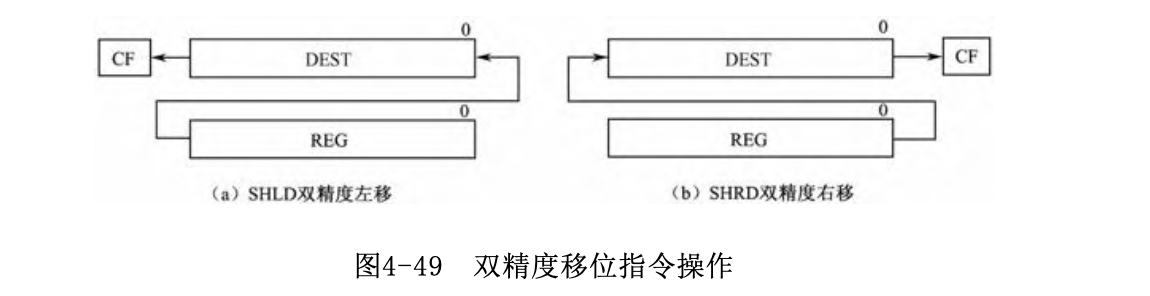 0 0
CF DEST DEST CF
0 0
REG REG
（a）SHLD双精度左移 （b）SHRD双精度右移
图4-49 双精度移位指令操作